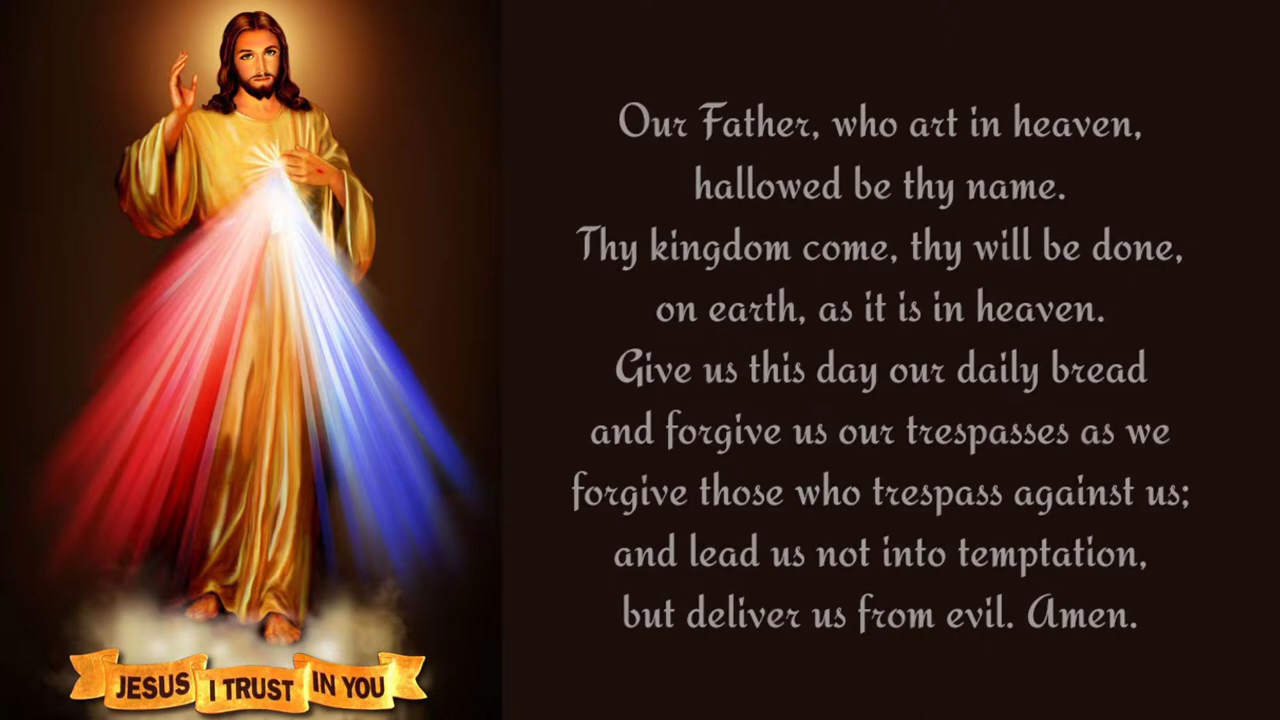 Our Father, who art in heaven,
hallowed be thy name.
Thy kingdom come, thy will be done,
on earth, as it is in heaven.
Give us this day our daily bread
and forgive us our trespasses as we
forgive those who trespass against us;
and lead us not into temptation,
but deliver us from evil. Amen.
JESUS I TRUST IN YOU